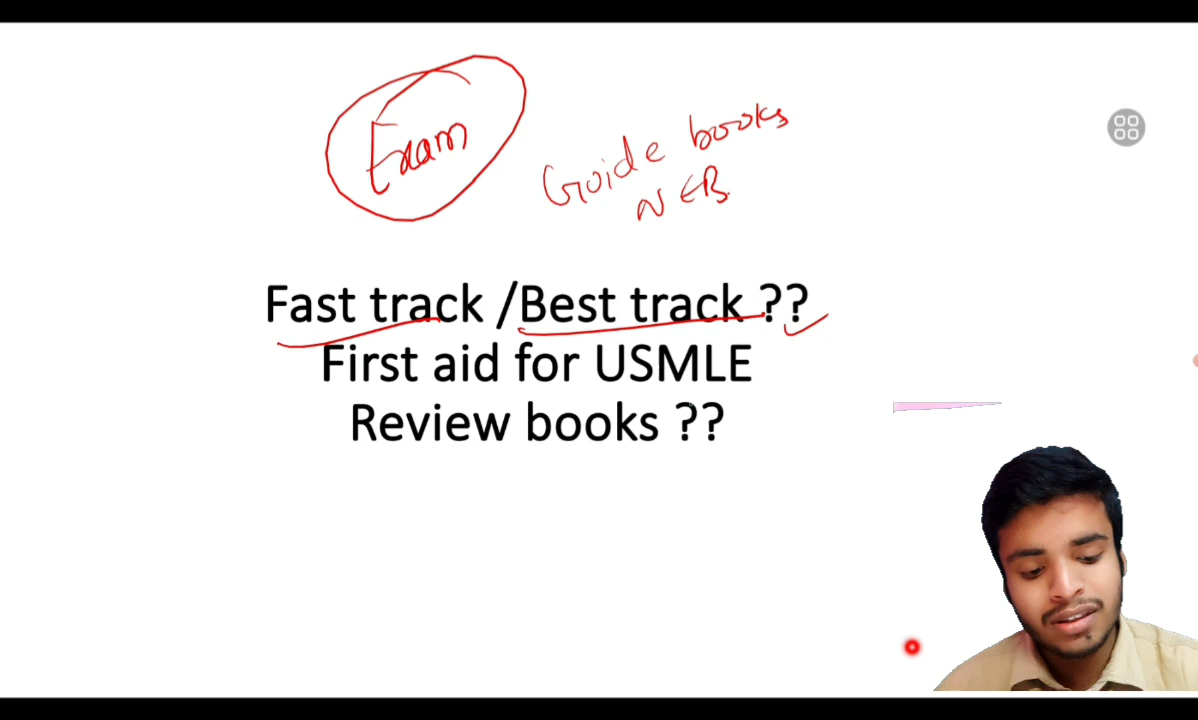 Exam
Guide books
NEB
Fast track /Best track ??
First aid for USMLE
Review books ??